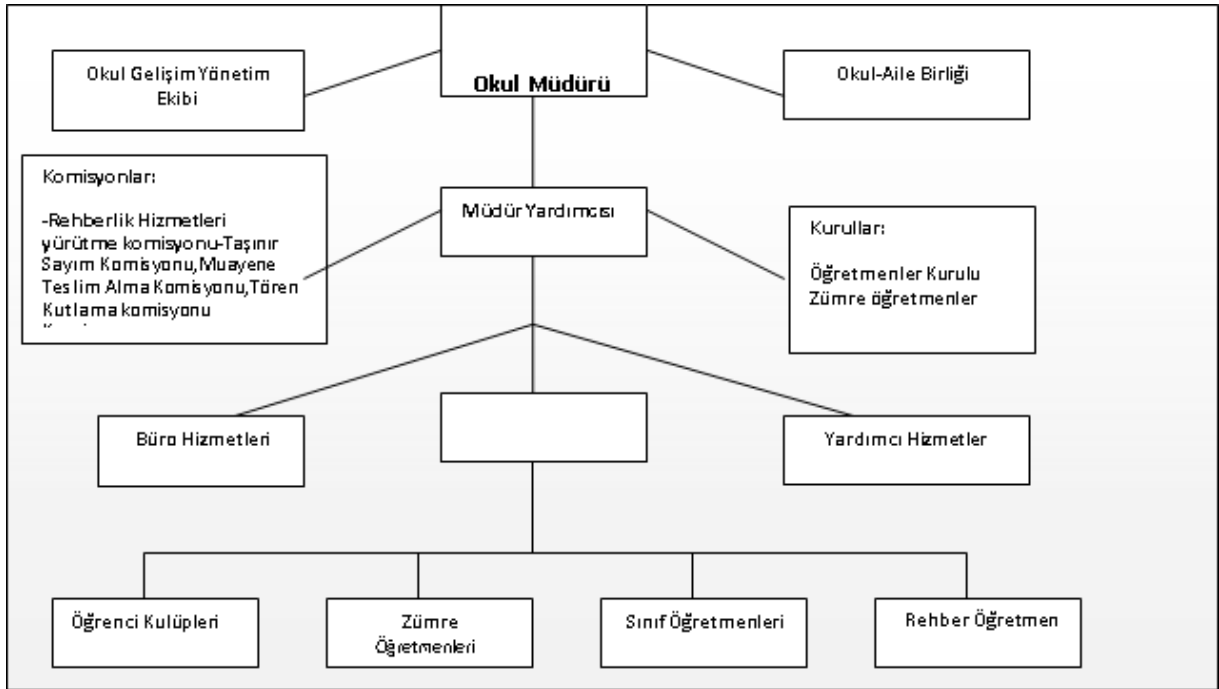 Okul Müdürü
Okul Gelişim Yönetim
Ekibi
Okul-Aile Birliği
Komisyonlar:
-Rehberlik Hizmetleri
yürütme komisyonu-Taşınır
Sayım Komisyonu,Muayene
Teslim Alma Komisyonu,Tören
Kutlama komisyonu
Müdür Yardımcısı
Kurullar:
Öğretmenler Kurulu
Zümre öğretmenler
Büro Hizmetleri
Yardımcı Hizmetler
Öğrenci Kulüpleri
Zümre
Öğretmenleri
Sınıf Öğretmenleri
Rehber Öğretmen